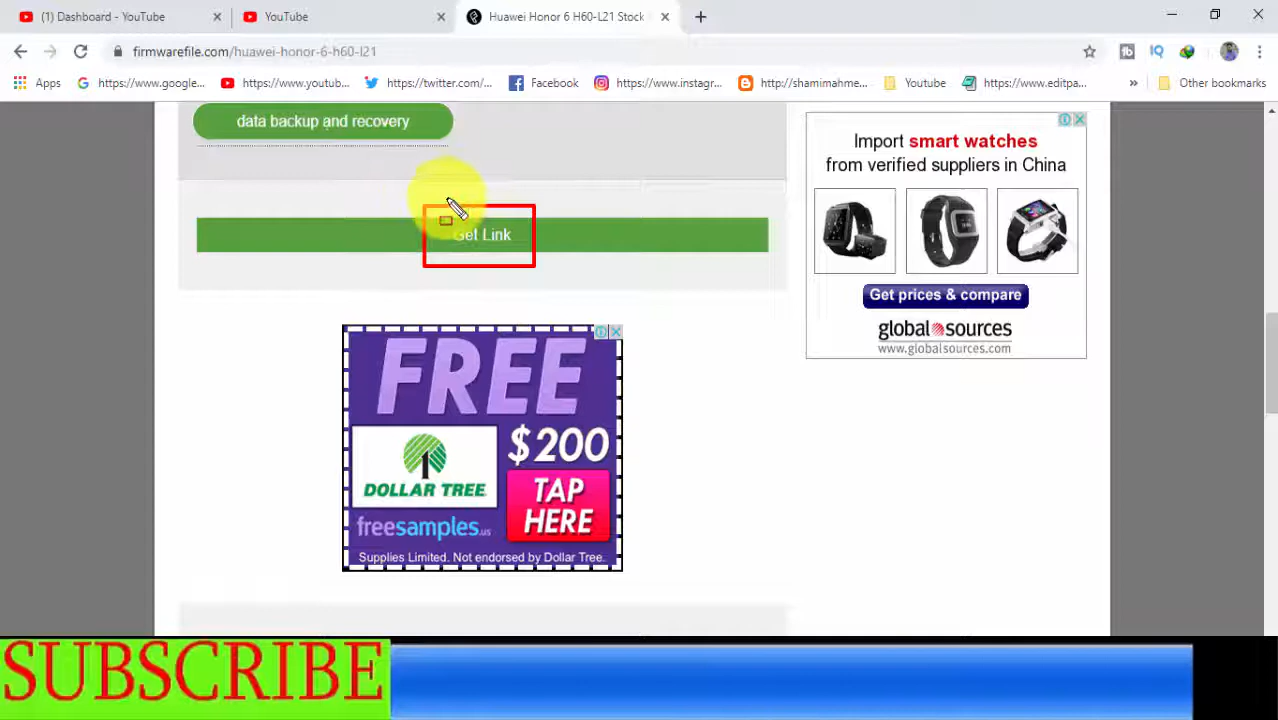 (1) Dashboard - YouTube
YouTube
Huawei Honor 6 H60-L21 Stock
firmwarefile.com/huawei-honor-6-h60-l21
Apps
https://www.google...
https://www.youtub...
https://twitter.com/...
Facebook
https://www.instagr...
http://shamimahme...
Youtube
https://www.editpa...
Other bookmarks
data backup and recovery
Get Link
Import smart watches
from verified suppliers in China
Get prices & compare
global sources
www.globalsources.com
FREE
$200
DOLLAR TREE
TAP
HERE
freesamples.us
Supplies Limited. Not endorsed by Dollar Tree.
SUBSCRIBE